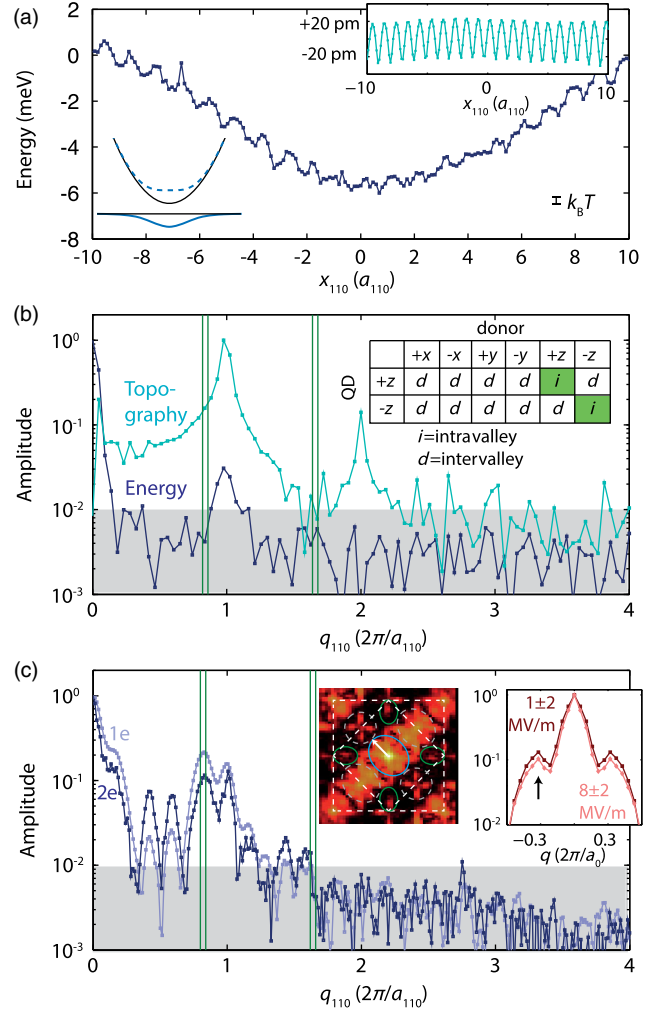 (a)
2
0
-2
-4
-6
8
Energy (meV)
+20 pm
-20 pm
−10
0
10
x110 (a110)
kBT
-10 -8 -6 -4 -2 0 2 4 6 8 10
x110 (a110)
(b)
10^0
10^-1
10^-2
10^-3
Amplitude
Topo-
graphy
Energy
donor
QD
+x -x +y -y +z -z
+z d d d d i d
-z d d d d d i
i=intravalley
d=intervalley
0 1 2 3 4
q110 (2π/a110)
(c)
10^0
10^-1
10^-2
10^-3
Amplitude
1e
2e
10^0
10^-1
10^-2
1±2
MV/m
8±2
MV/m
−0.3 0.3
q (2π/a0)
0 1 2 3 4
q110 (2π/a110)